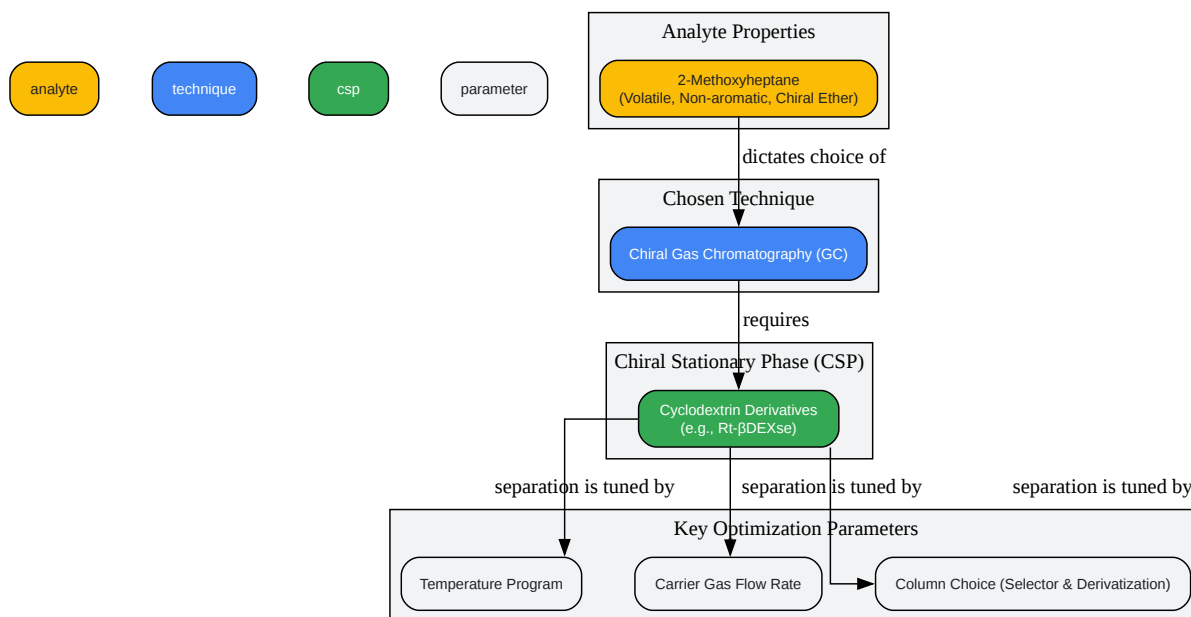 Analyte Properties
analyte
technique
csp
parameter
2-Methoxyheptane
(Volatile, Non-aromatic, Chiral Ether)
dictates choice of
Chosen Technique
Chiral Gas Chromatography (GC)
requires
Chiral Stationary Phase (CSP)
Cyclodextrin Derivatives
(e.g., Rt-βDEXse)
separation is tuned by
separation is tuned by
separation is tuned by
Key Optimization Parameters
Temperature Program
Carrier Gas Flow Rate
Column Choice (Selector & Derivatization)